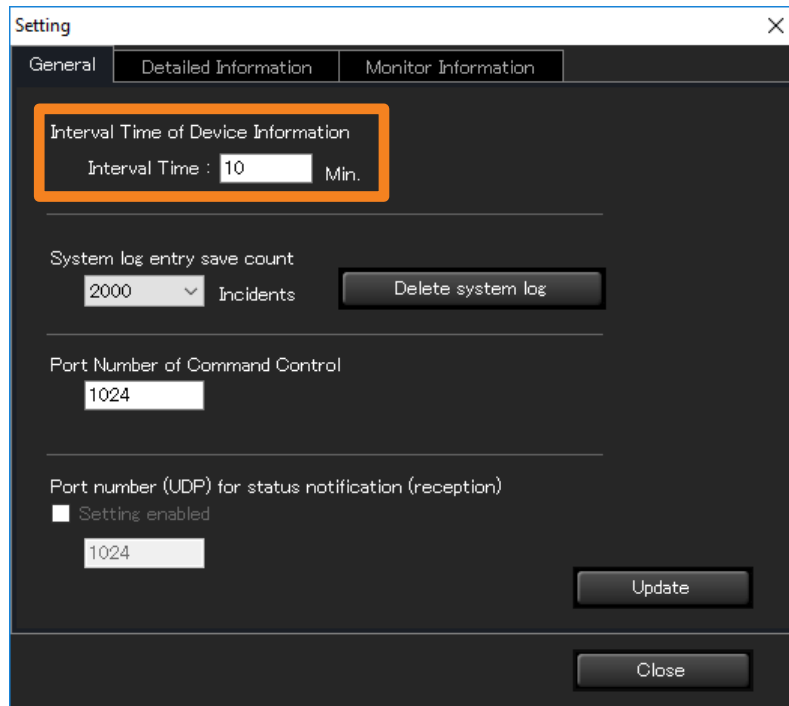 Setting
General Detailed Information Monitor Information
Interval Time of Device Information
Interval Time : 10 Min.
System log entry save count
2000 Incidents Delete system log
Port Number of Command Control
1024
Port number (UDP) for status notification (reception)
Setting enabled
1024
Update
Close